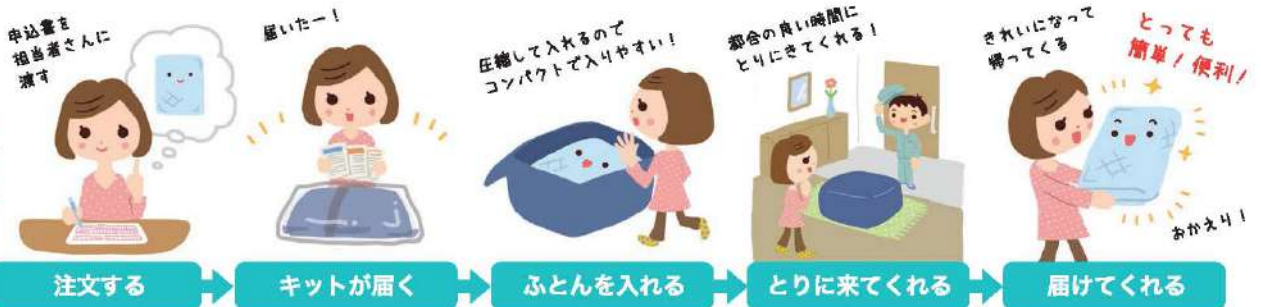 申込書を
担当者さんに
渡す
届いたー!
圧縮して入れるので
コンパクトで入りやすい!
都合の良い時間に
とりにきてくれる!
きれいになって
帰ってくる
とっても
簡単!便利!
おかえり!
注文する
キットが届く
ふとんを入れる
とりに来てくれる
届けてくれる